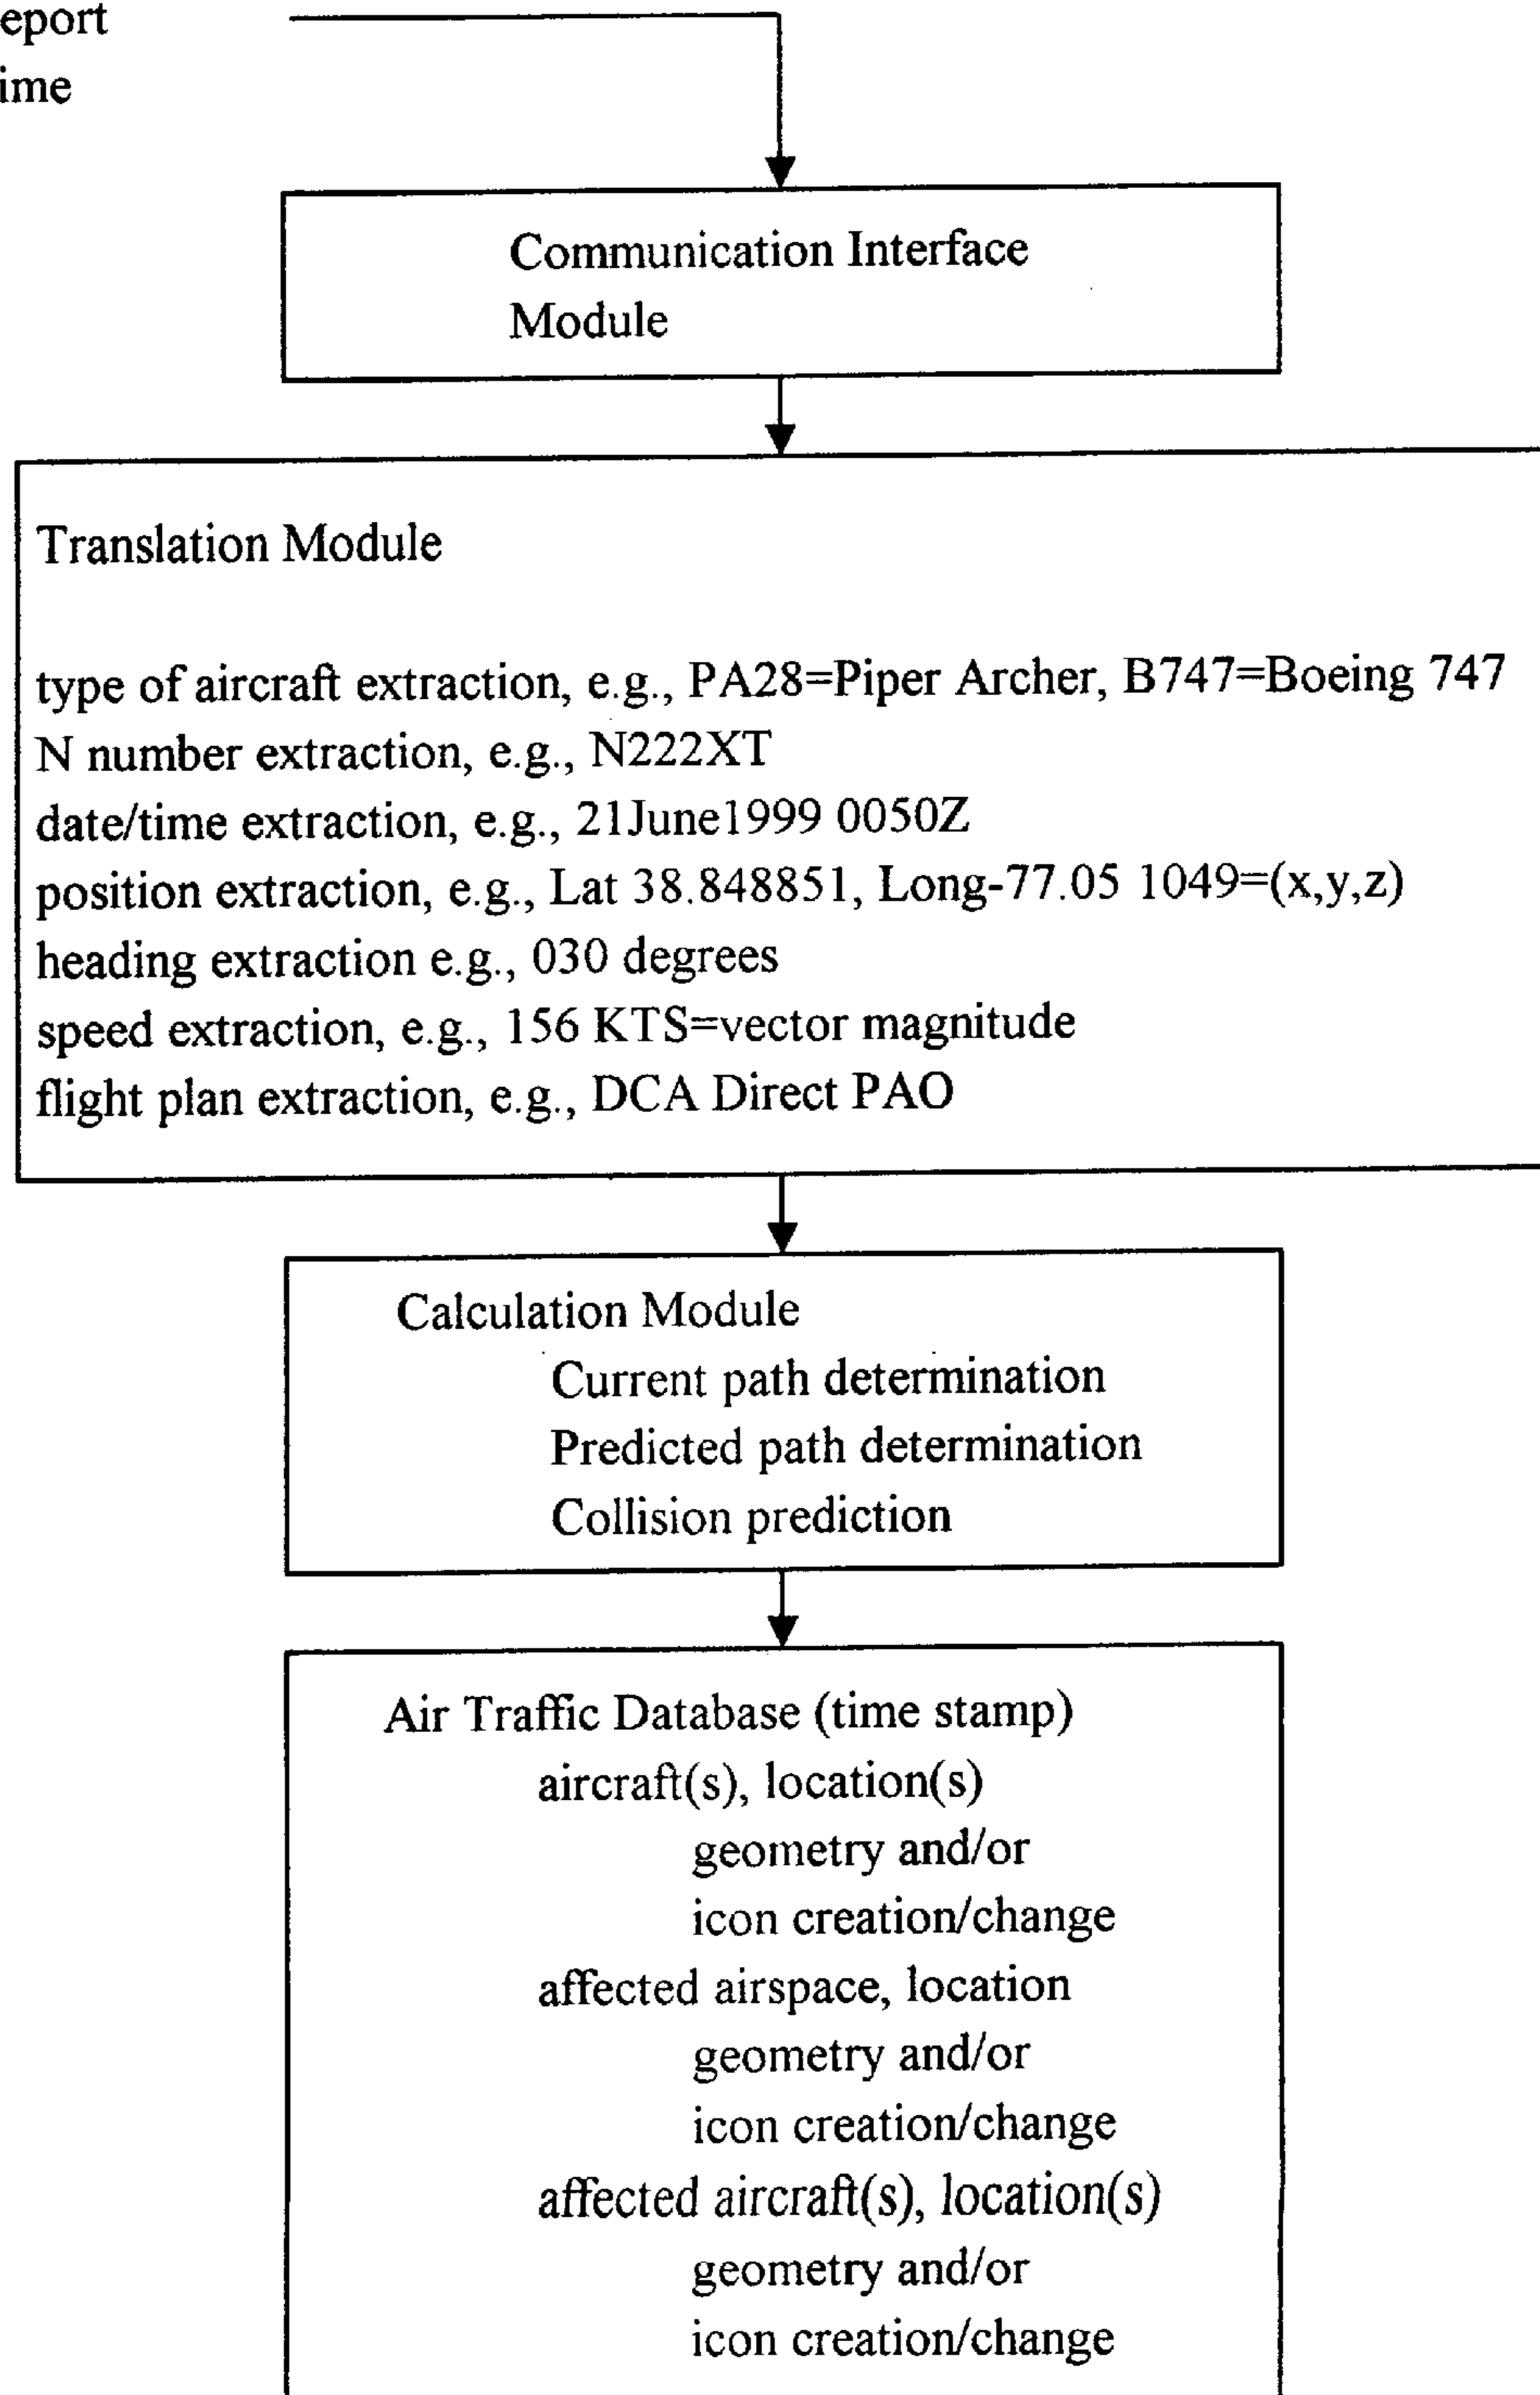 eport
ime
Communication Interface
Module
Translation Module
type of aircraft extraction, e.g., PA28=Piper Archer, B747=Boeing 747
N number extraction, e.g., N222XT
date/time extraction, e.g., 21June1999 0050Z
position extraction, e.g., Lat 38.848851, Long-77.05 1049=(x,y,z)
heading extraction e.g., 030 degrees
speed extraction, e.g., 156 KTS=vector magnitude
flight plan extraction, e.g., DCA Direct PAO
Calculation Module
Current path determination
Predicted path determination
Collision prediction
Air Traffic Database (time stamp)
aircraft(s), location(s)
geometry and/or
icon creation/change
affected airspace, location
geometry and/or
icon creation/change
affected aircraft(s), location(s)
geometry and/or
icon creation/change